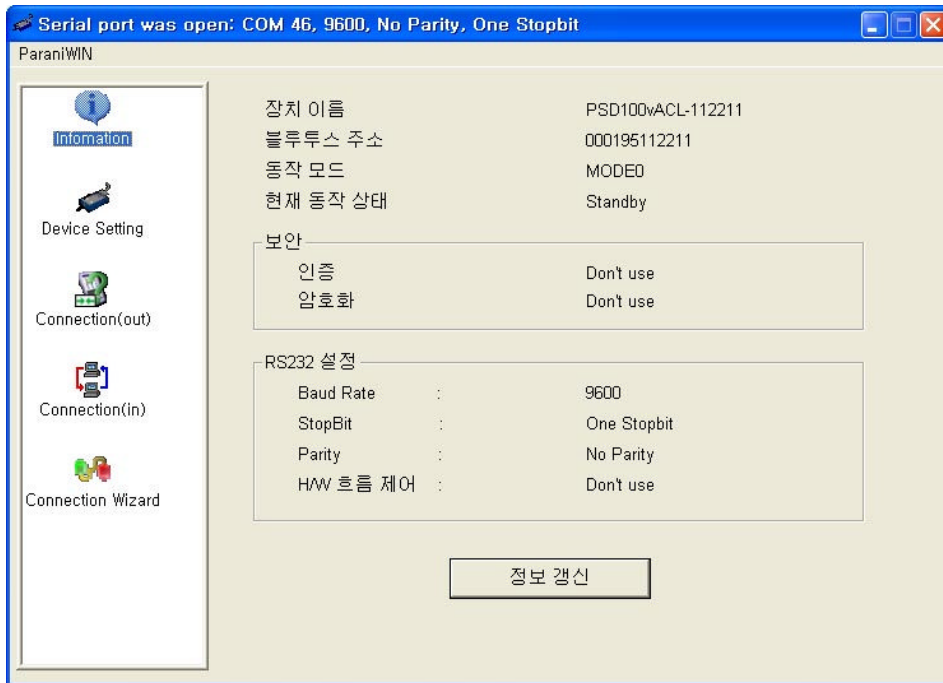 Serial port was open: COM 46, 9600, No Parity, One Stopbit
ParaniWIN
Infomation
Device Setting
Connection(out)
Connection(in)
Connection Wizard
장치 이름 PSD100vACL-112211
블루투스 주소 000195112211
동작 모드 MODE0
현재 동작 상태 Standby
보안
인증 Don't use
암호화 Don't use
RS232 설정
Baud Rate : 9600
StopBit : One Stopbit
Parity : No Parity
H/W 흐름 제어 : Don't use
정보 갱신